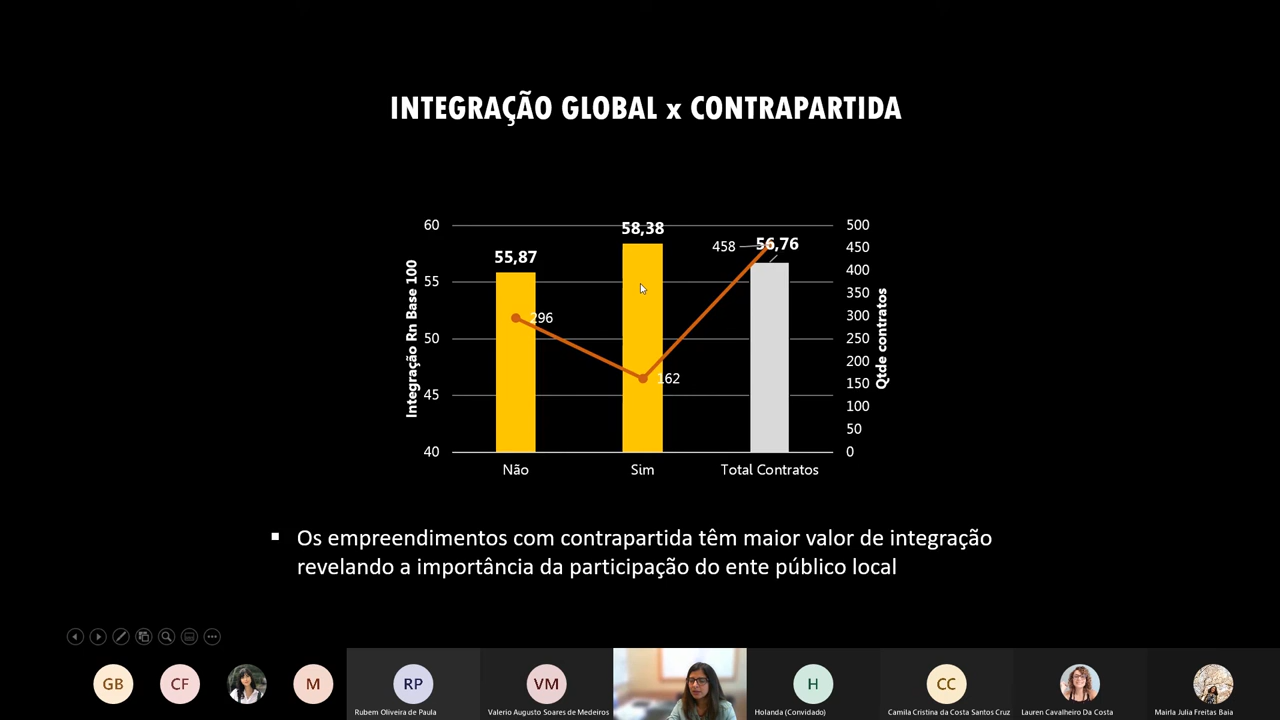 INTEGRAÇÃO GLOBAL x CONTRAPARTIDA
60
55
50
45
40
Integração Rn Base 100
55,87
58,38
56,76
458
296
162
500
450
400
350
300
250
200
150
100
50
0
Qtde contratos
Não
Sim
Total Contratos
▪ Os empreendimentos com contrapartida têm maior valor de integração
revelando a importância da participação do ente público local
GB
CF
M
RP
VM
H
CC
Rubem Oliveira de Paula
Valerio Augusto Soares de Medeiros
Holanda (Convidado)
Camila Cristina da Costa Santos Cruz
Lauren Cavalheiro Da Costa
Mairla Julia Freitas Baia